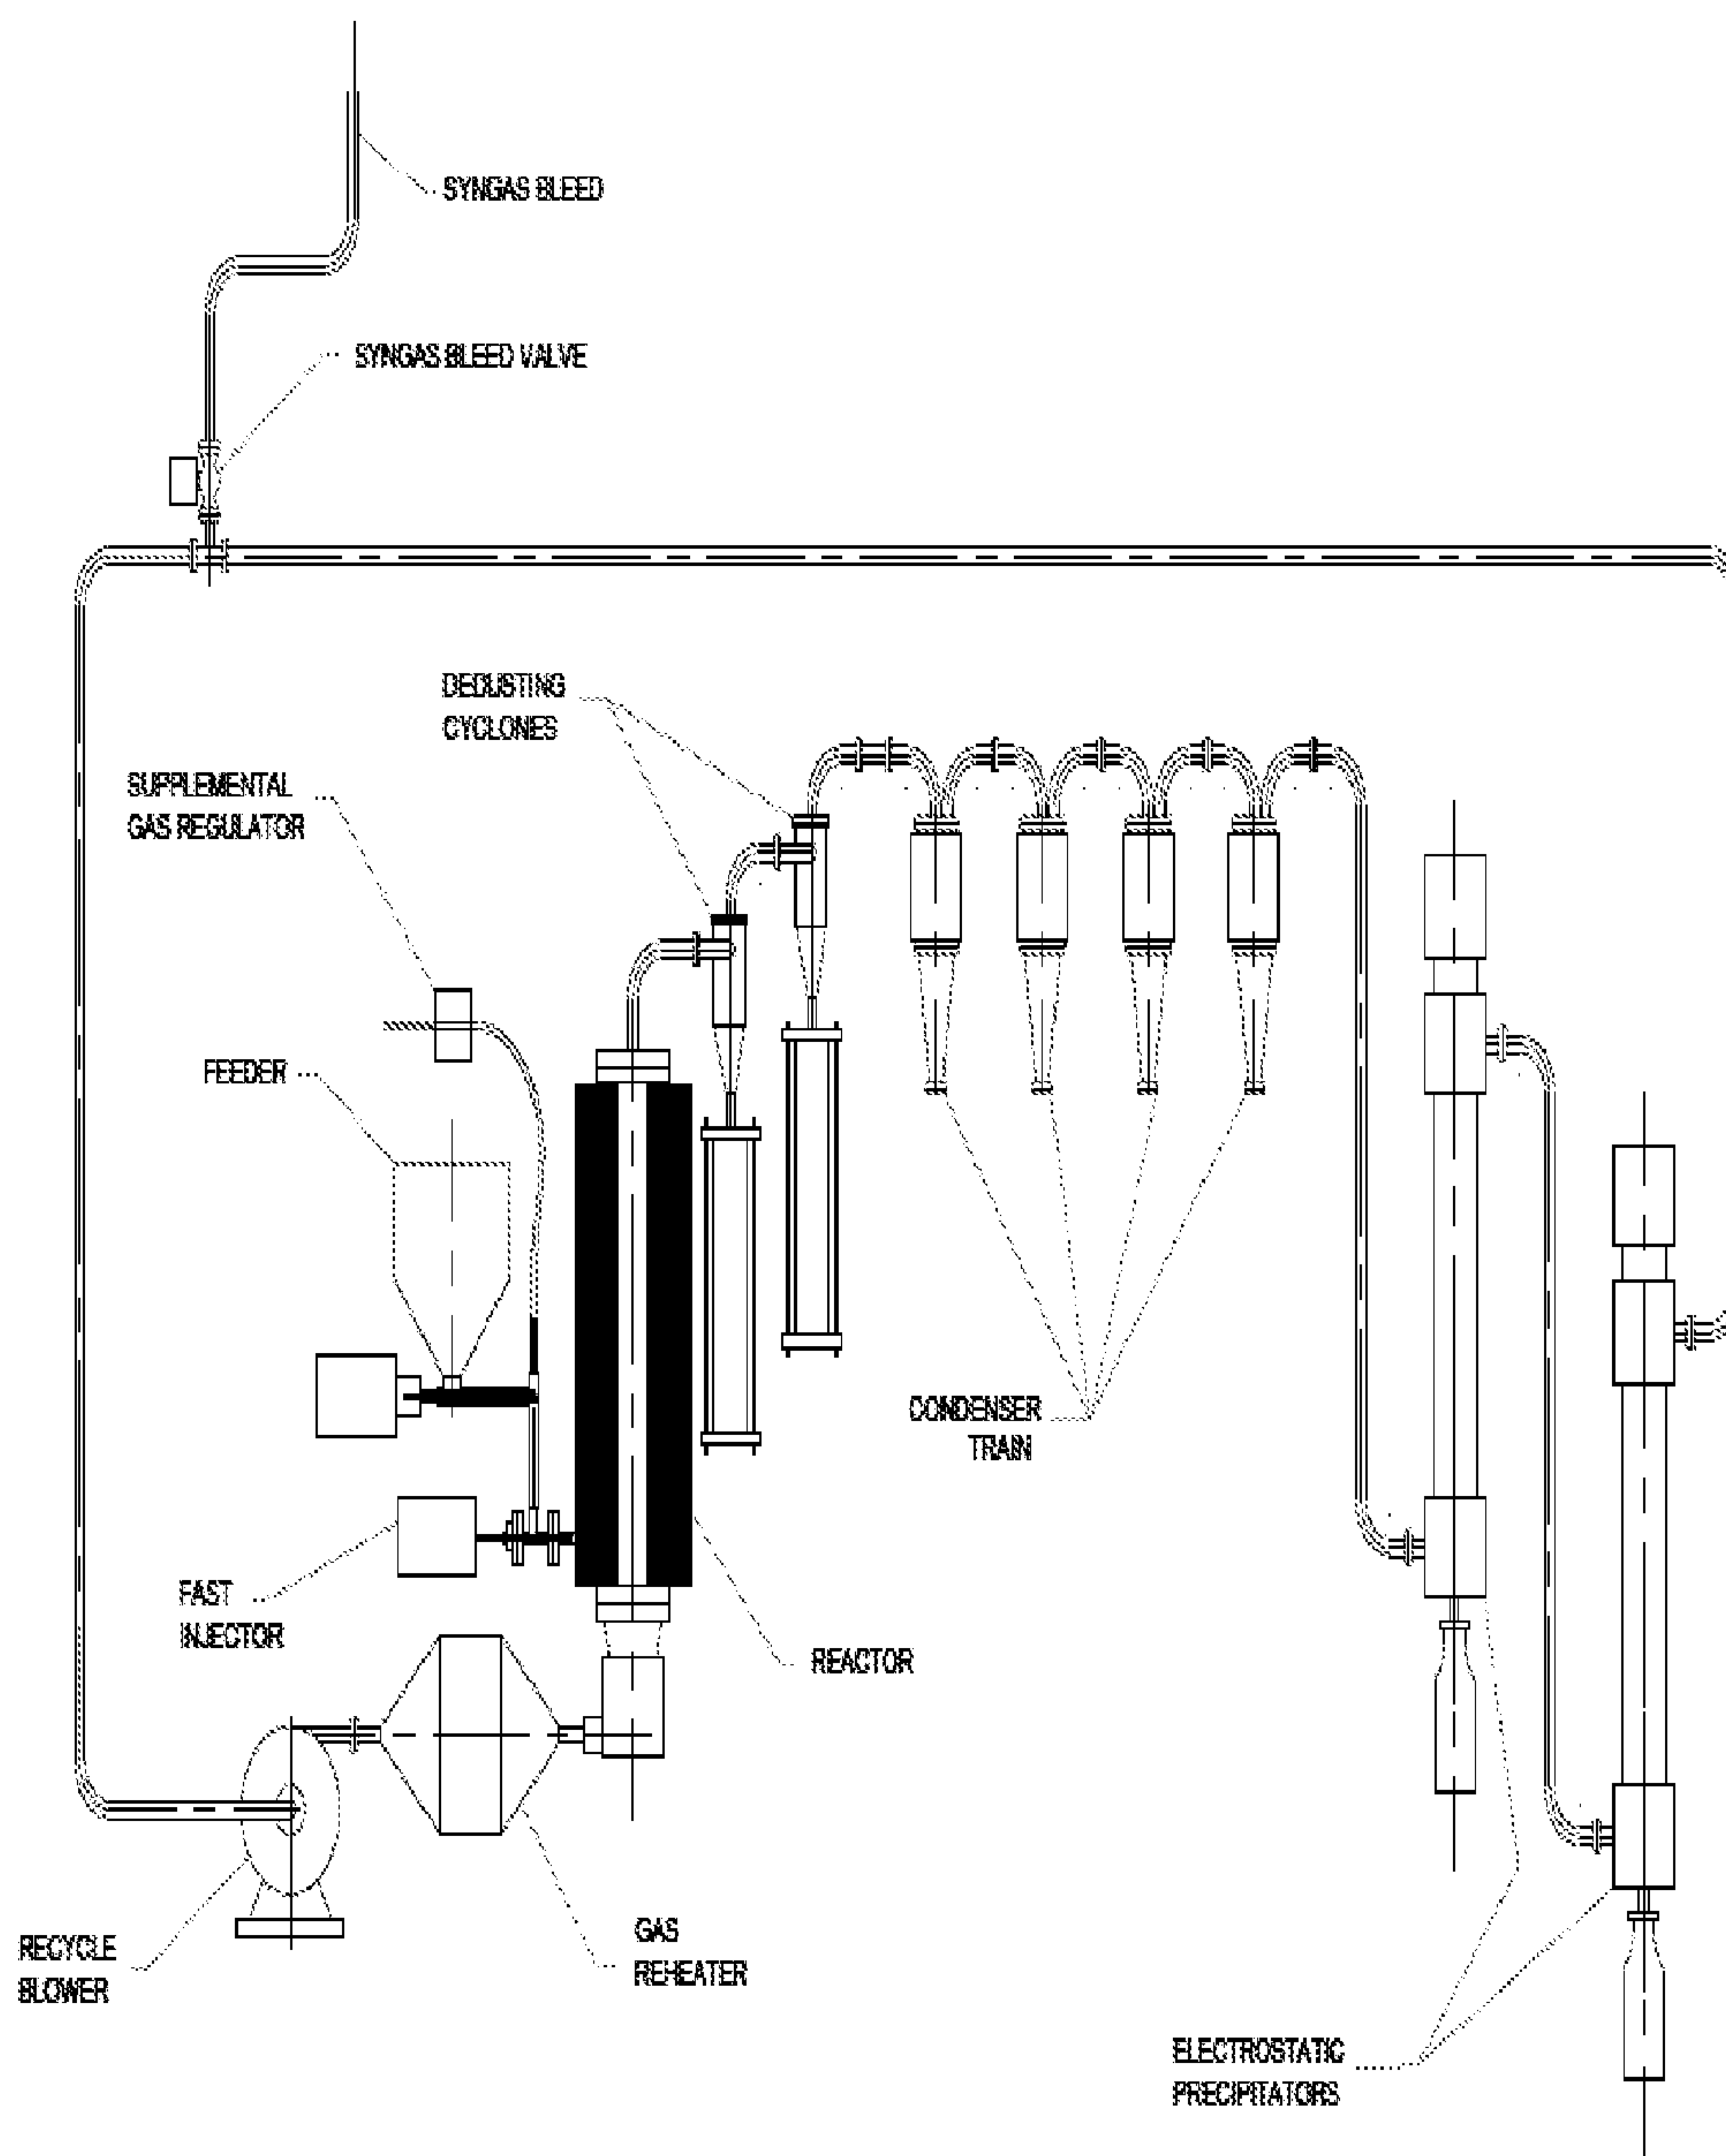 SYNGAS BLEED
SYNGAS BLEED VALVE
DEDUSTING
CYCLONES
SUPPLEMENTAL
GAS REGULATOR
FEEDER
CONDENSER
TRAIN
FAST
INJECTOR
REACTOR
GAS
REHEATER
RECYCLE
BLOWER
ELECTROSTATIC
PRECIPITATORS